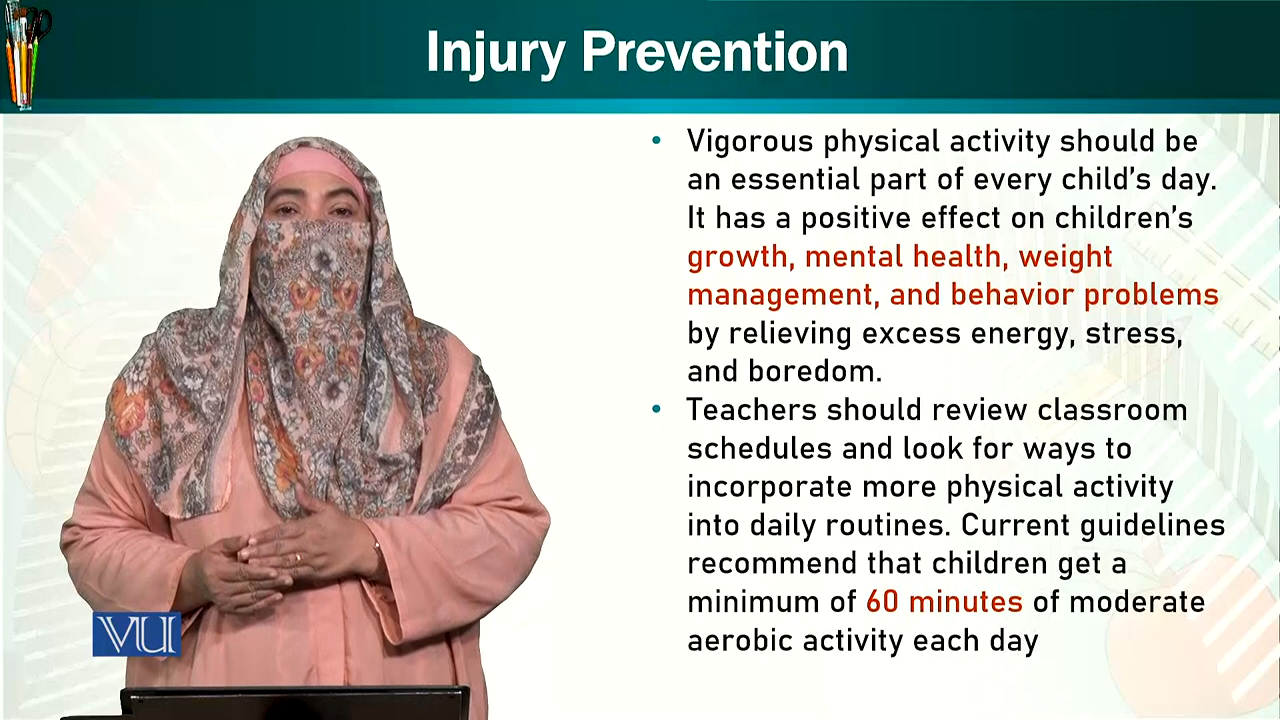 Injury Prevention
• Vigorous physical activity should be
an essential part of every child's day.
It has a positive effect on children's
growth, mental health, weight
management, and behavior problems
by relieving excess energy, stress,
and boredom.
• Teachers should review classroom
schedules and look for ways to
incorporate more physical activity
into daily routines. Current guidelines
recommend that children get a
minimum of 60 minutes of moderate
aerobic activity each day
VU